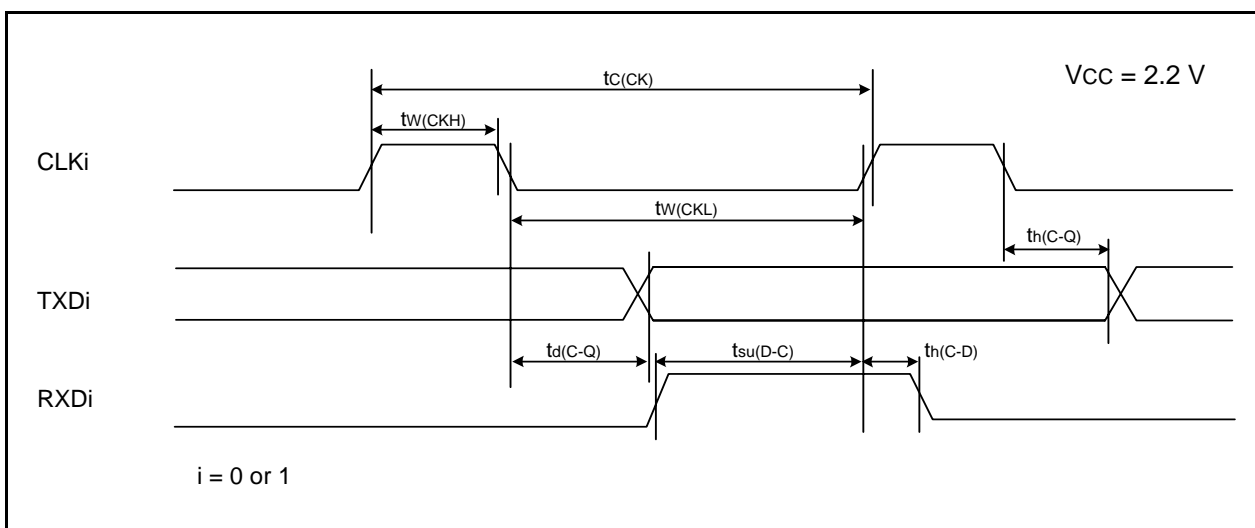 tC(CK)
VCC = 2.2 V
tW(CKH)
CLKi
tW(CKL)
th(C-Q)
TXDi
td(C-Q)
tsu(D-C)
th(C-D)
RXDi
i = 0 or 1